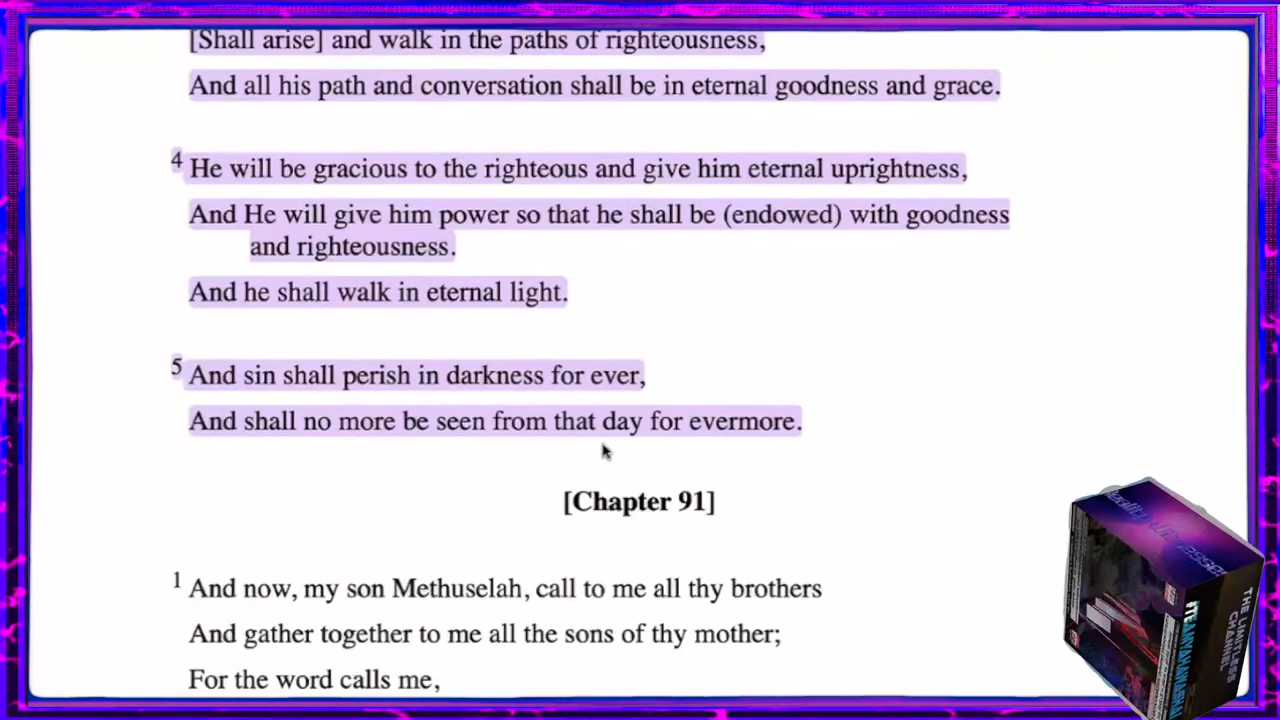 [Shall arise] and walk in the paths of righteousness,
And all his path and conversation shall be in eternal goodness and grace.
4 He will be gracious to the righteous and give him eternal uprightness,
And He will give him power so that he shall be (endowed) with goodness
and righteousness.
And he shall walk in eternal light.
5 And sin shall perish in darkness for ever,
And shall no more be seen from that day for evermore.
[Chapter 91]
1 And now, my son Methuselah, call to me all thy brothers
And gather together to me all the sons of thy mother;
For the word calls me,
THE LIMITLESS
CHANNEL